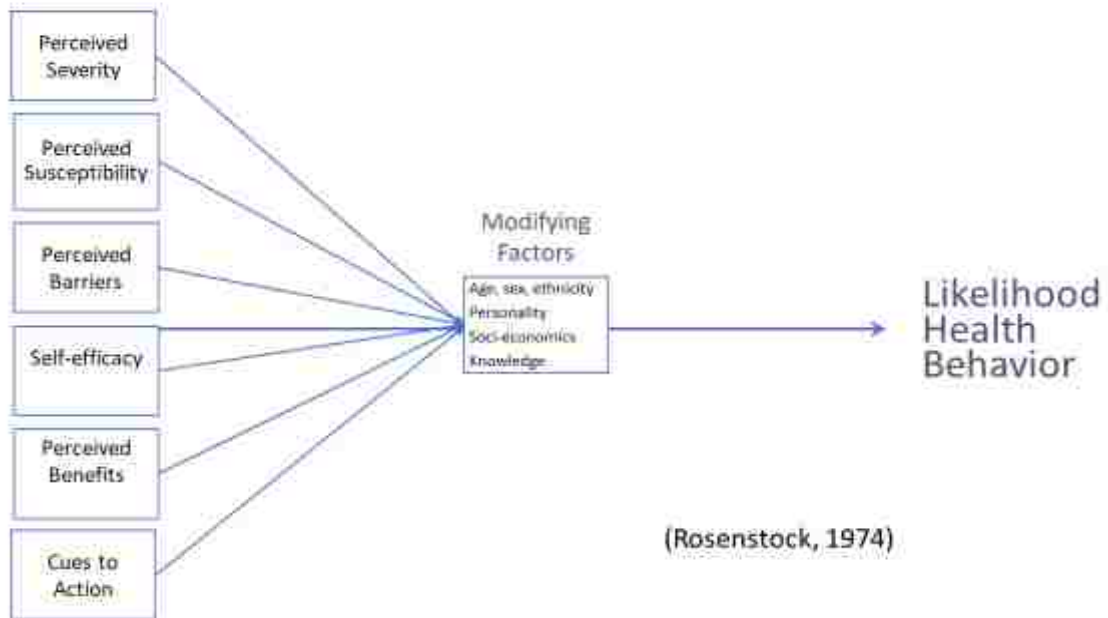 Perceived
Severity
Perceived
Susceptibility
Perceived
Barriers
Self-efficacy
Perceived
Benefits
Cues to
Action
Modifying
Factors
Age, sex, ethnicity
Personality
Soci-economics
Knowledge
Likelihood
Health
Behavior
(Rosenstock, 1974)